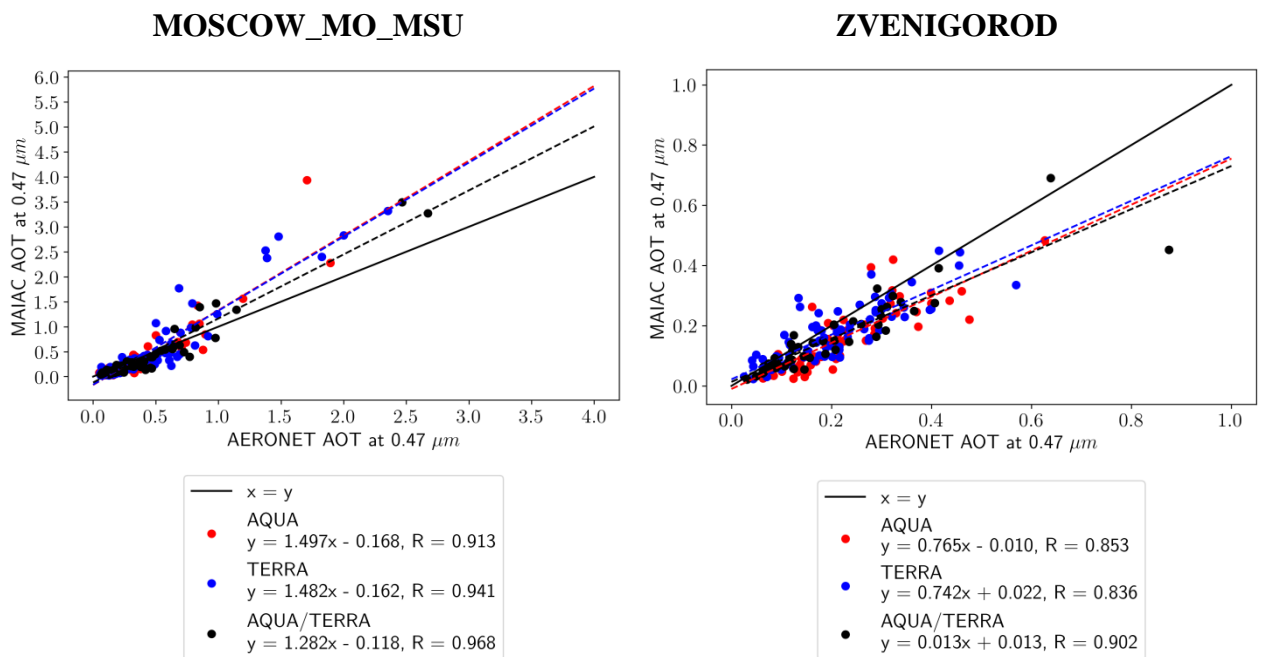 MOSCOW_MO_MSU
6.0
5.5
5.0
4.5
4.0
3.5
3.0
2.5
2.0
1.5
1.0
0.5
0.0
MAIAC AOT at 0.47 μm
0.0 0.5 1.0 1.5 2.0 2.5 3.0 3.5 4.0
AERONET AOT at 0.47 μm
x = y
AQUA
y = 1.497x - 0.168, R = 0.913
TERRA
y = 1.482x - 0.162, R = 0.941
AQUA/TERRA
y = 1.282x - 0.118, R = 0.968
ZVENIGOROD
1.0
0.8
0.6
0.4
0.2
0.0
MAIAC AOT at 0.47 μm
0.0 0.2 0.4 0.6 0.8 1.0
AERONET AOT at 0.47 μm
x = y
AQUA
y = 0.765x - 0.010, R = 0.853
TERRA
y = 0.742x + 0.022, R = 0.836
AQUA/TERRA
y = 0.013x + 0.013, R = 0.902